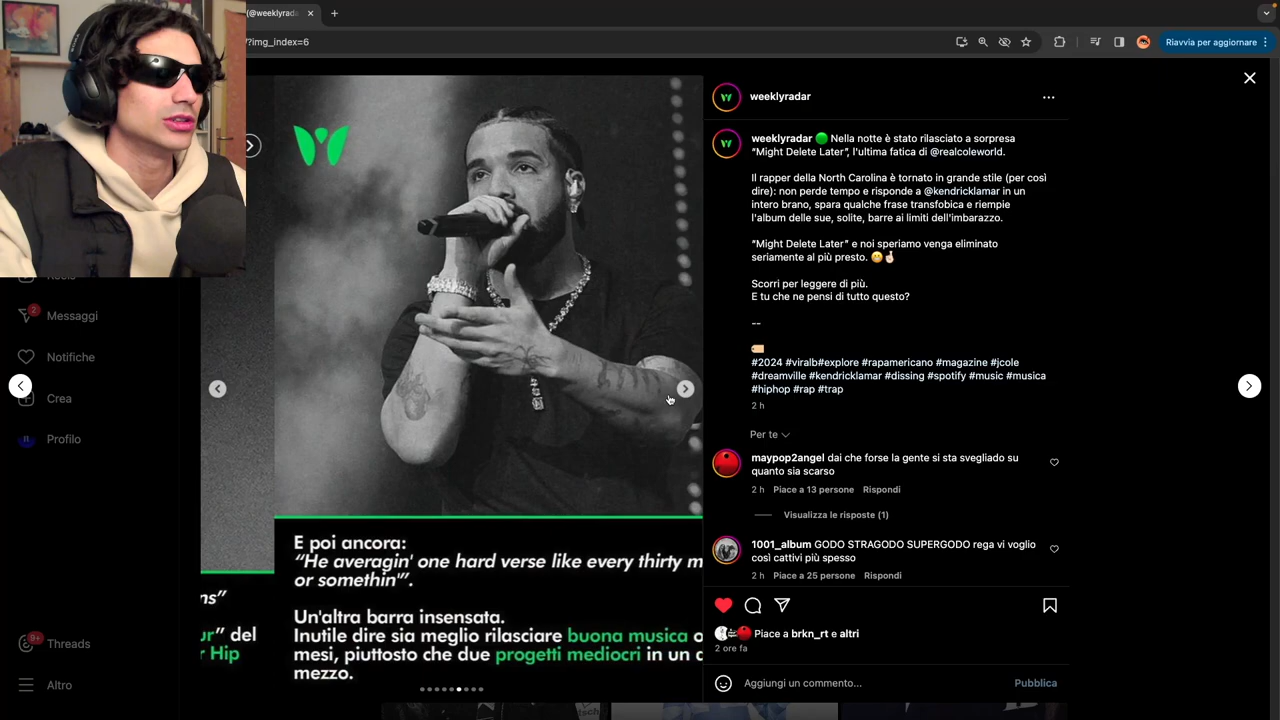 (@weeklyrada
?img_index=6
Riavvia per aggiornare
Messaggi
2
Notifiche
Crea
Profilo
9+
Threads
Altro
ns”
ur” del
r Hip
E poi ancora:
“He averagin' one hard verse like every thirty m
or somethin'”.
Un'altra barra insensata.
Inutile dire sia meglio rilasciare buona musica o
mesi, piuttosto che due progetti mediocri in un
mezzo.
weeklyradar
weeklyradar Nella notte è stato rilasciato a sorpresa
“Might Delete Later”, l'ultima fatica di @realcoleworld.
Il rapper della North Carolina è tornato in grande stile (per così
dire): non perde tempo e risponde a @kendricklamar in un
intero brano, spara qualche frase transfobica e riempie
l'album delle sue, solite, barre ai limiti dell'imbarazzo.
“Might Delete Later” e noi speriamo venga eliminato
seriamente al più presto.
Scorri per leggere di più.
E tu che ne pensi di tutto questo?
--
#2024 #viralb#explore #rapamericano #magazine #jcole
#dreamville #kendricklamar #dissing #spotify #music #musica
#hiphop #rap #trap
2 h
Per te
maypop2angel dai che forse la gente si sta svegliado su
quanto sia scarso
2 h Piace a 13 persone Rispondi
Visualizza le risposte (1)
1001_album GODO STRAGODO SUPERGODO rega vi voglio
così cattivi più spesso
2 h Piace a 25 persone Rispondi
Piace a brkn_rt e altri
2 ore fa
Aggiungi un commento...
Pubblica